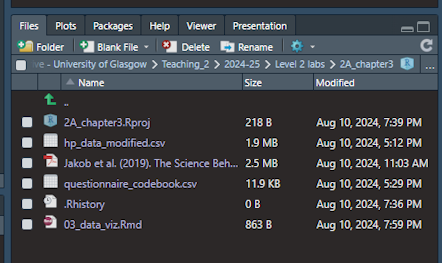 Files Plots Packages Help Viewer Presentation
Folder Blank File Delete Rename
ve - University of Glasgow Teaching_2 2024-25 Level 2 labs 2A_chapter3 ...
Name Size Modified
..
2A_chapter3.Rproj 218 B Aug 10, 2024, 7:39 PM
hp_data_modified.csv 1.9 MB Aug 10, 2024, 5:12 PM
Jakob et al. (2019). The Science Beh... 2.5 MB Aug 10, 2024, 11:03 AM
questionnaire_codebook.csv 11.9 KB Aug 10, 2024, 5:29 PM
.Rhistory 0 B Aug 10, 2024, 7:36 PM
03_data_viz.Rmd 863 B Aug 10, 2024, 7:59 PM